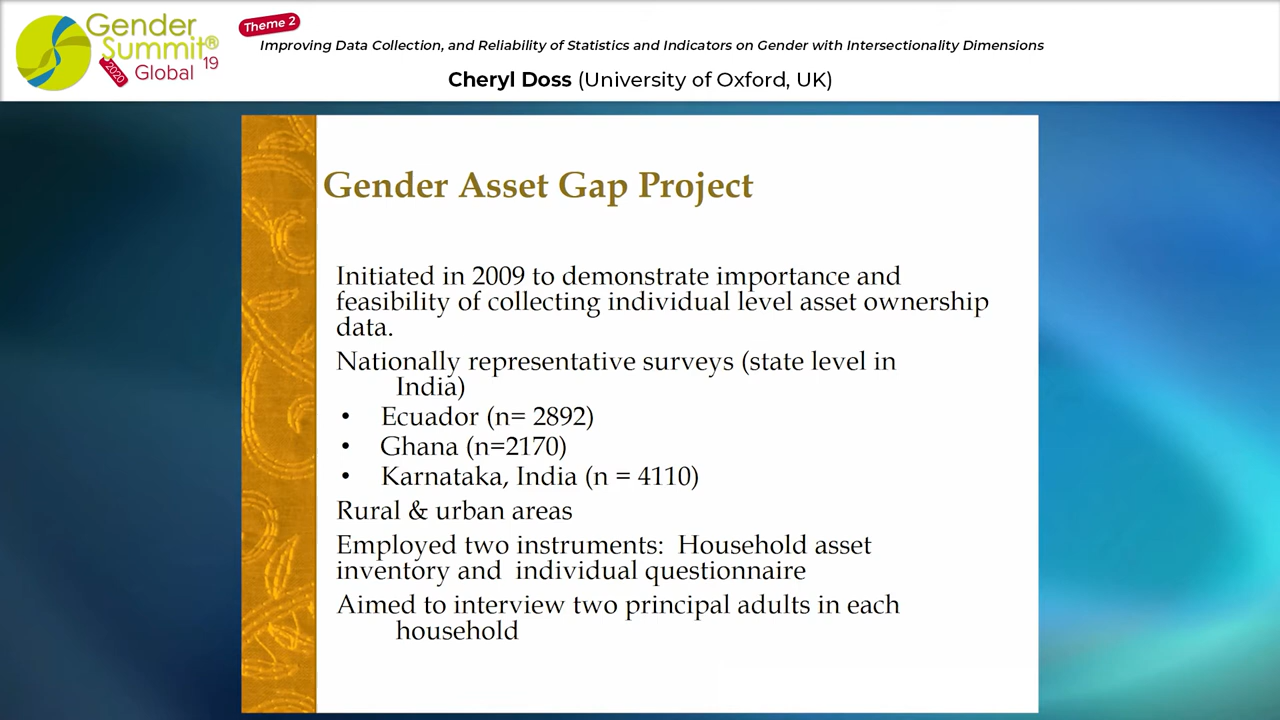 Gender
Summit®
Global 19
2020
Theme 2
Improving Data Collection, and Reliability of Statistics and Indicators on Gender with Intersectionality Dimensions
Cheryl Doss (University of Oxford, UK)
Gender Asset Gap Project
Initiated in 2009 to demonstrate importance and
feasibility of collecting individual level asset ownership
data.
Nationally representative surveys (state level in
India)
• Ecuador (n= 2892)
• Ghana (n=2170)
• Karnataka, India (n = 4110)
Rural & urban areas
Employed two instruments:  Household asset
inventory and  individual questionnaire
Aimed to interview two principal adults in each
household